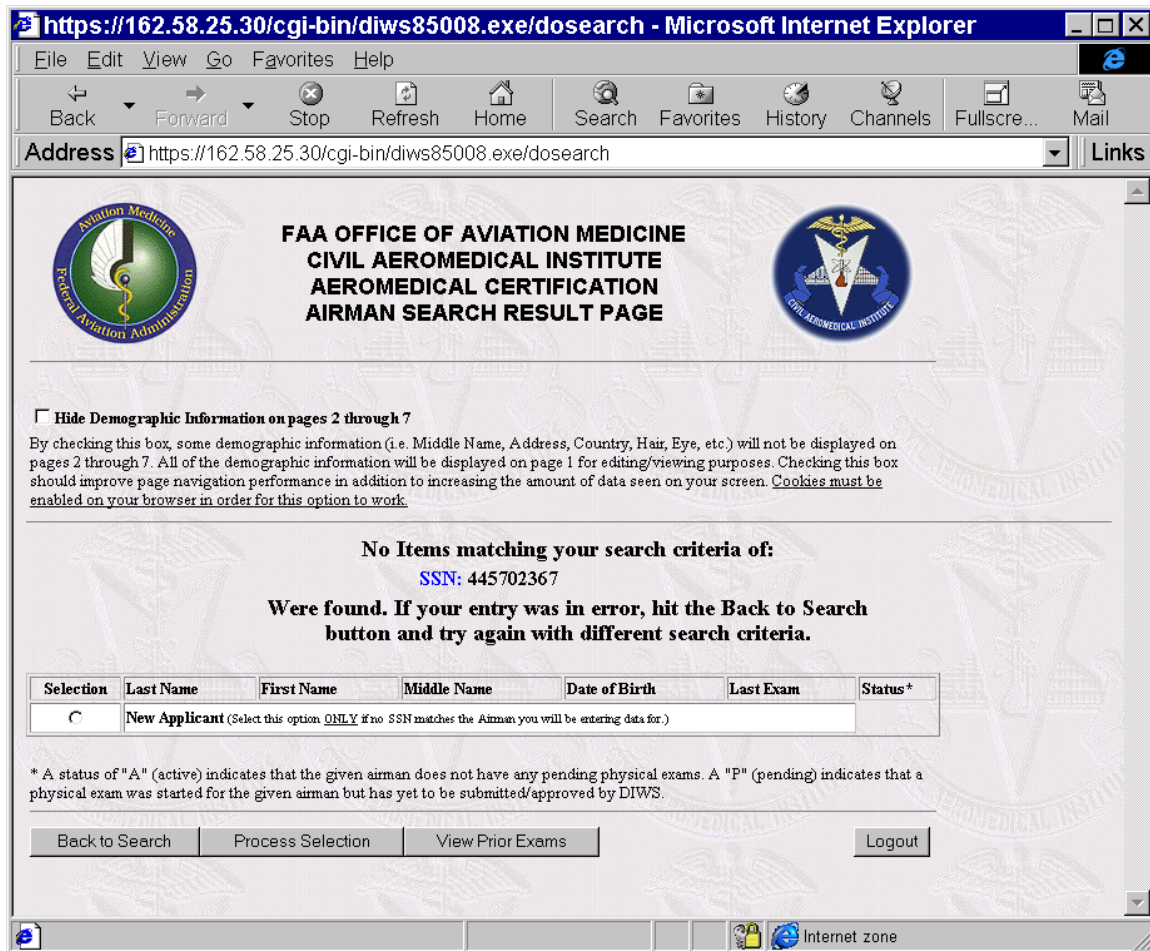 https://162.58.25.30/cgi-bin/diws85008.exe/dosearch - Microsoft Internet Explorer
File Edit View Go Favorites Help
Back Forward Stop Refresh Home Search Favorites History Channels Fullscre... Mail
Address https://162.58.25.30/cgi-bin/diws85008.exe/dosearch Links
Aviation Medicine
Federal Aviation Administration
FAA OFFICE OF AVIATION MEDICINE
CIVIL AEROMEDICAL INSTITUTE
AEROMEDICAL CERTIFICATION
AIRMAN SEARCH RESULT PAGE
CIVIL AEROMEDICAL INSTITUTE
Hide Demographic Information on pages 2 through 7
By checking this box, some demographic information (i.e. Middle Name, Address, Country, Hair, Eye, etc.) will not be displayed on
pages 2 through 7. All of the demographic information will be displayed on page 1 for editing/viewing purposes. Checking this box
should improve page navigation performance in addition to increasing the amount of data seen on your screen. Cookies must be
enabled on your browser in order for this option to work.
No Items matching your search criteria of:
SSN: 445702367
Were found. If your entry was in error, hit the Back to Search
button and try again with different search criteria.
Selection Last Name First Name Middle Name Date of Birth Last Exam Status*
New Applicant (Select this option ONLY if no SSN matches the Airman you will be entering data for.)
* A status of "A" (active) indicates that the given airman does not have any pending physical exams. A "P" (pending) indicates that a
physical exam was started for the given airman but has yet to be submitted/approved by DIWS.
Back to Search Process Selection View Prior Exams Logout
Internet zone